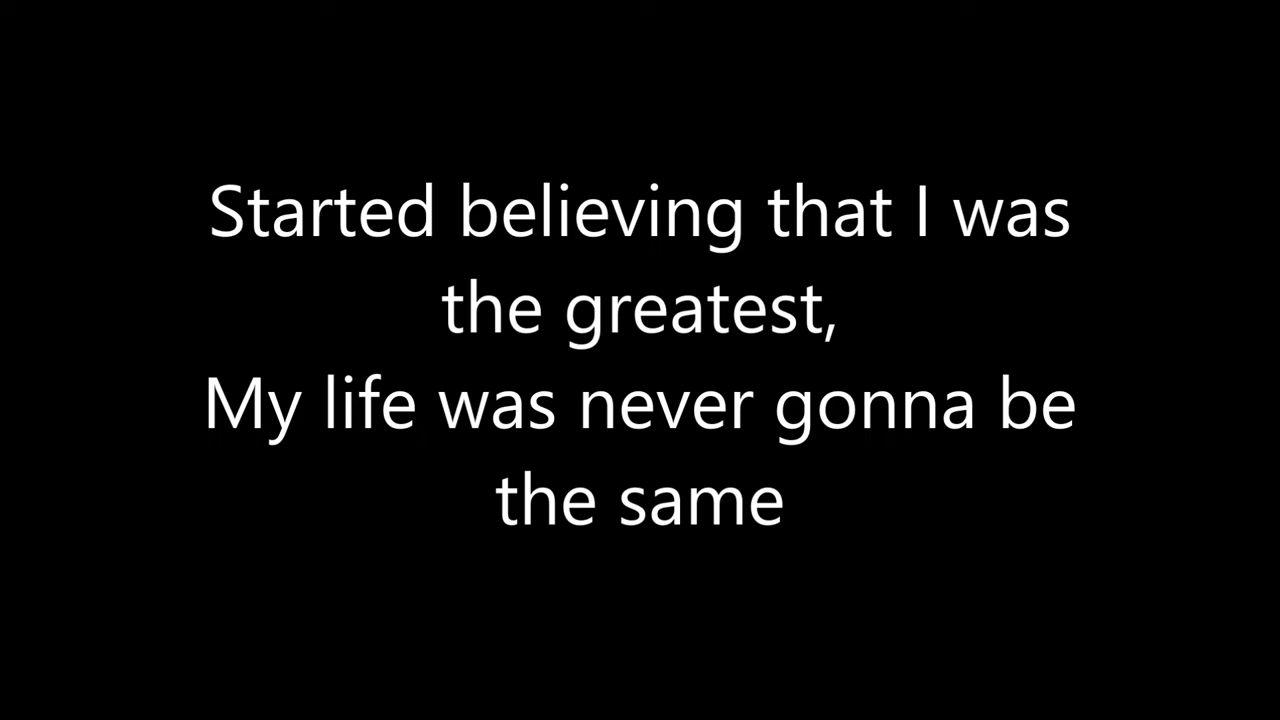 Started believing that I was
the greatest,
My life was never gonna be
the same